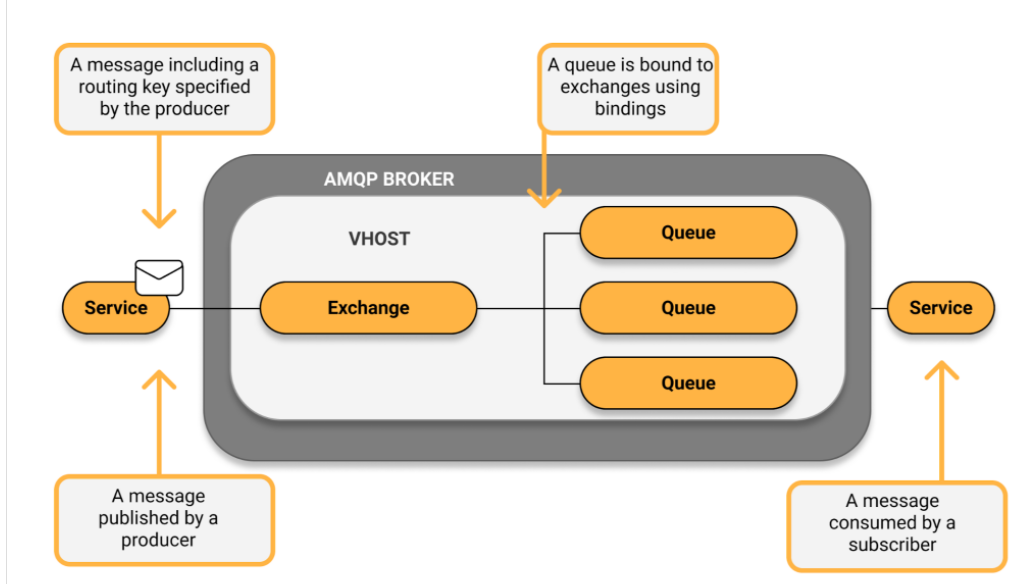 A message including a
routing key specified
by the producer
A queue is bound to
exchanges using
bindings
AMQP BROKER
VHOST
Queue
Service
Exchange
Queue
Service
Queue
A message
published by a
producer
A message
consumed by a
subscriber